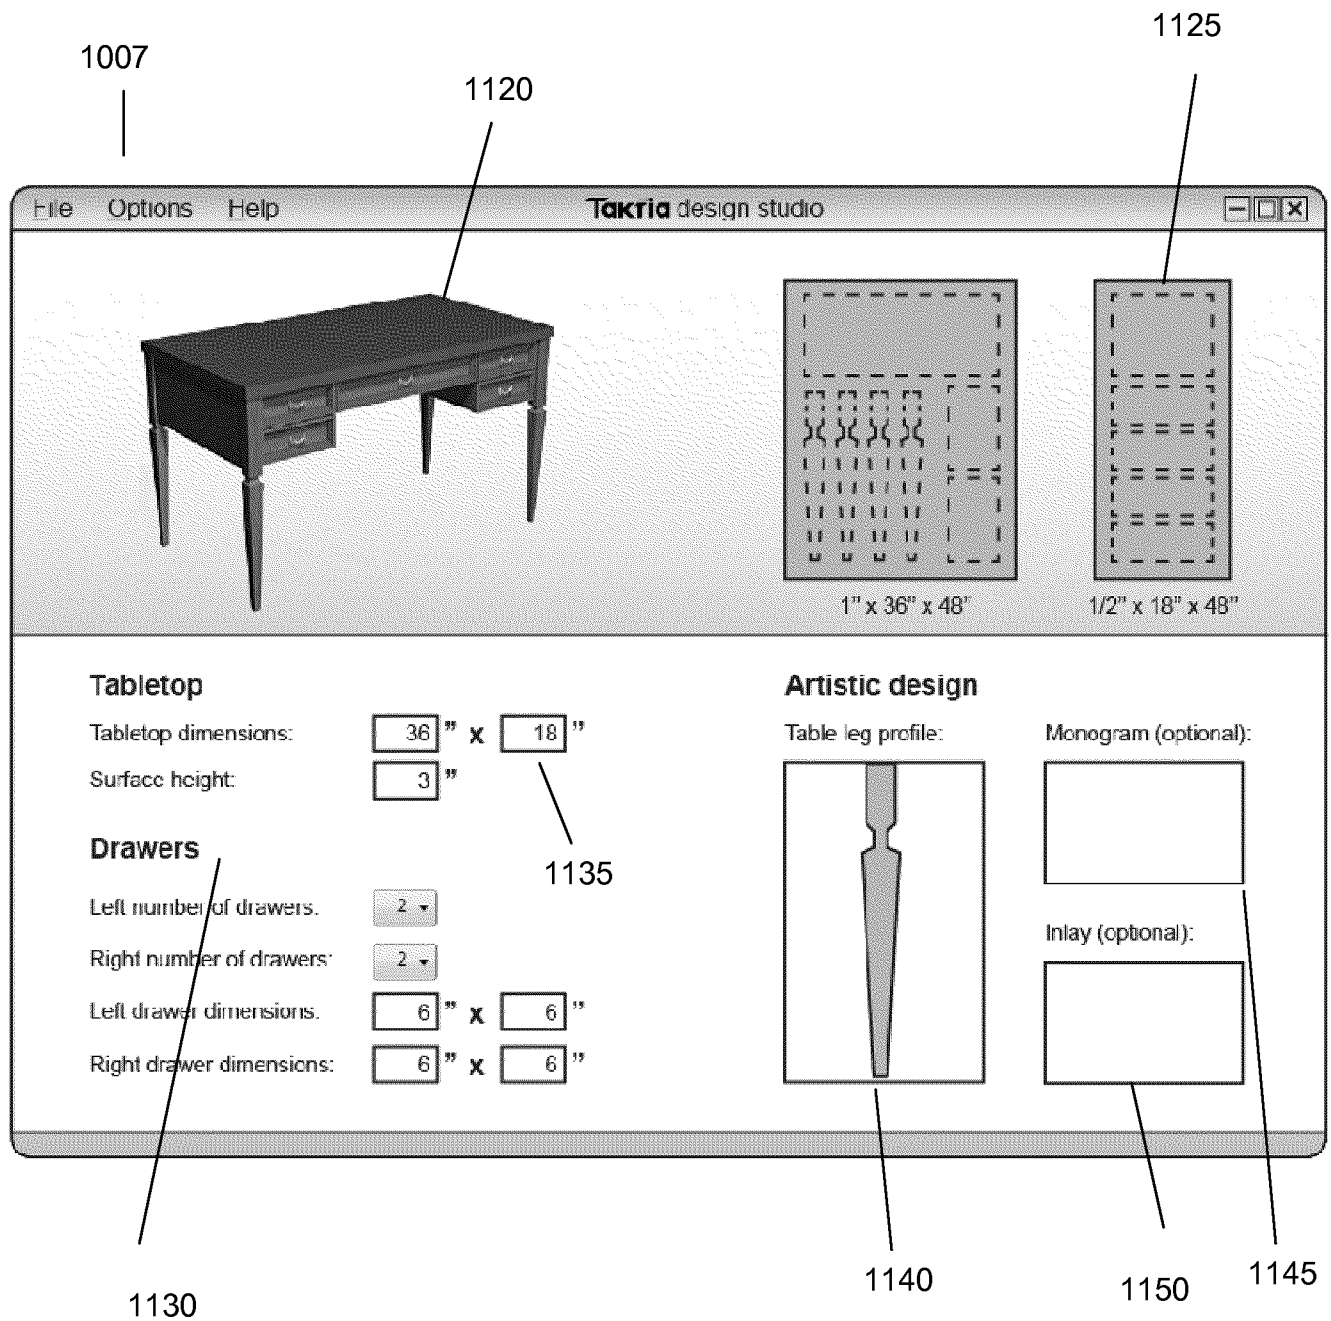 1125
1007
1120
File Options Help Taktia design studio
1" x 36" x 48"
1/2" x 18" x 48"
Tabletop
Tabletop dimensions: 36 " x 18 "
Surface height: 3 "
Drawers
1135
Left number of drawers: 2
Right number of drawers: 2
Left drawer dimensions: 6 " x 6 "
Right drawer dimensions: 6 " x 6 "
Artistic design
Table leg profile:
Monogram (optional):
Inlay (optional):
1140
1150
1145
1130